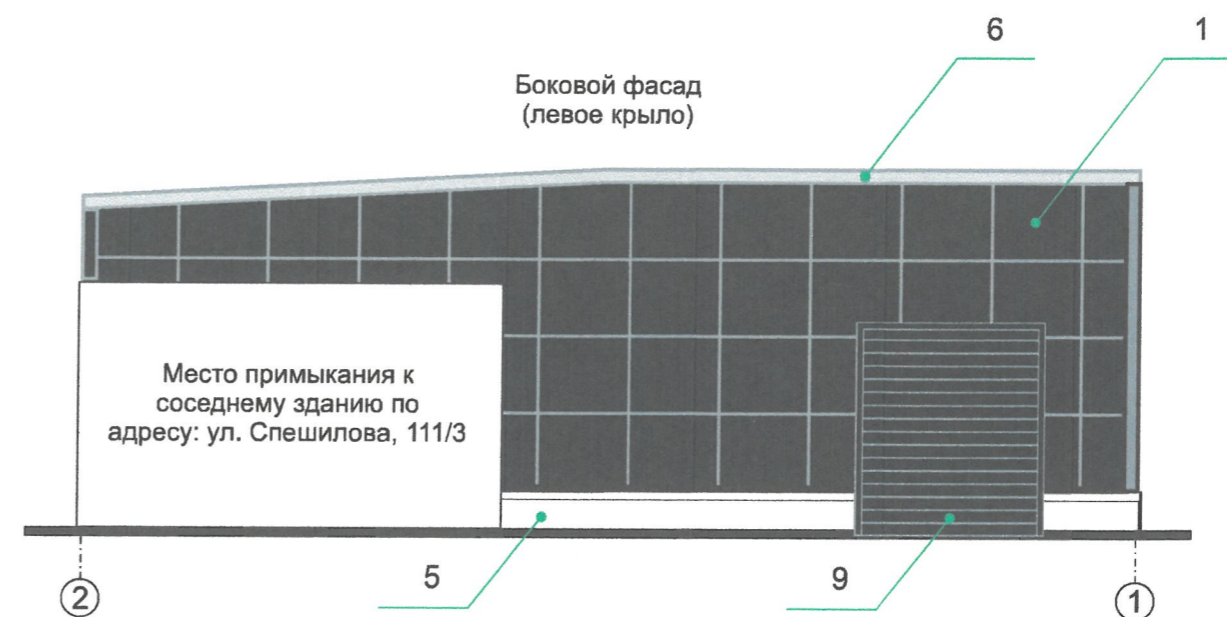 6
1
Боковой фасад
(левое крыло)
Место примыкания к
соседнему зданию по
адресу: ул. Спешилова, 111/3
5
9
2
1